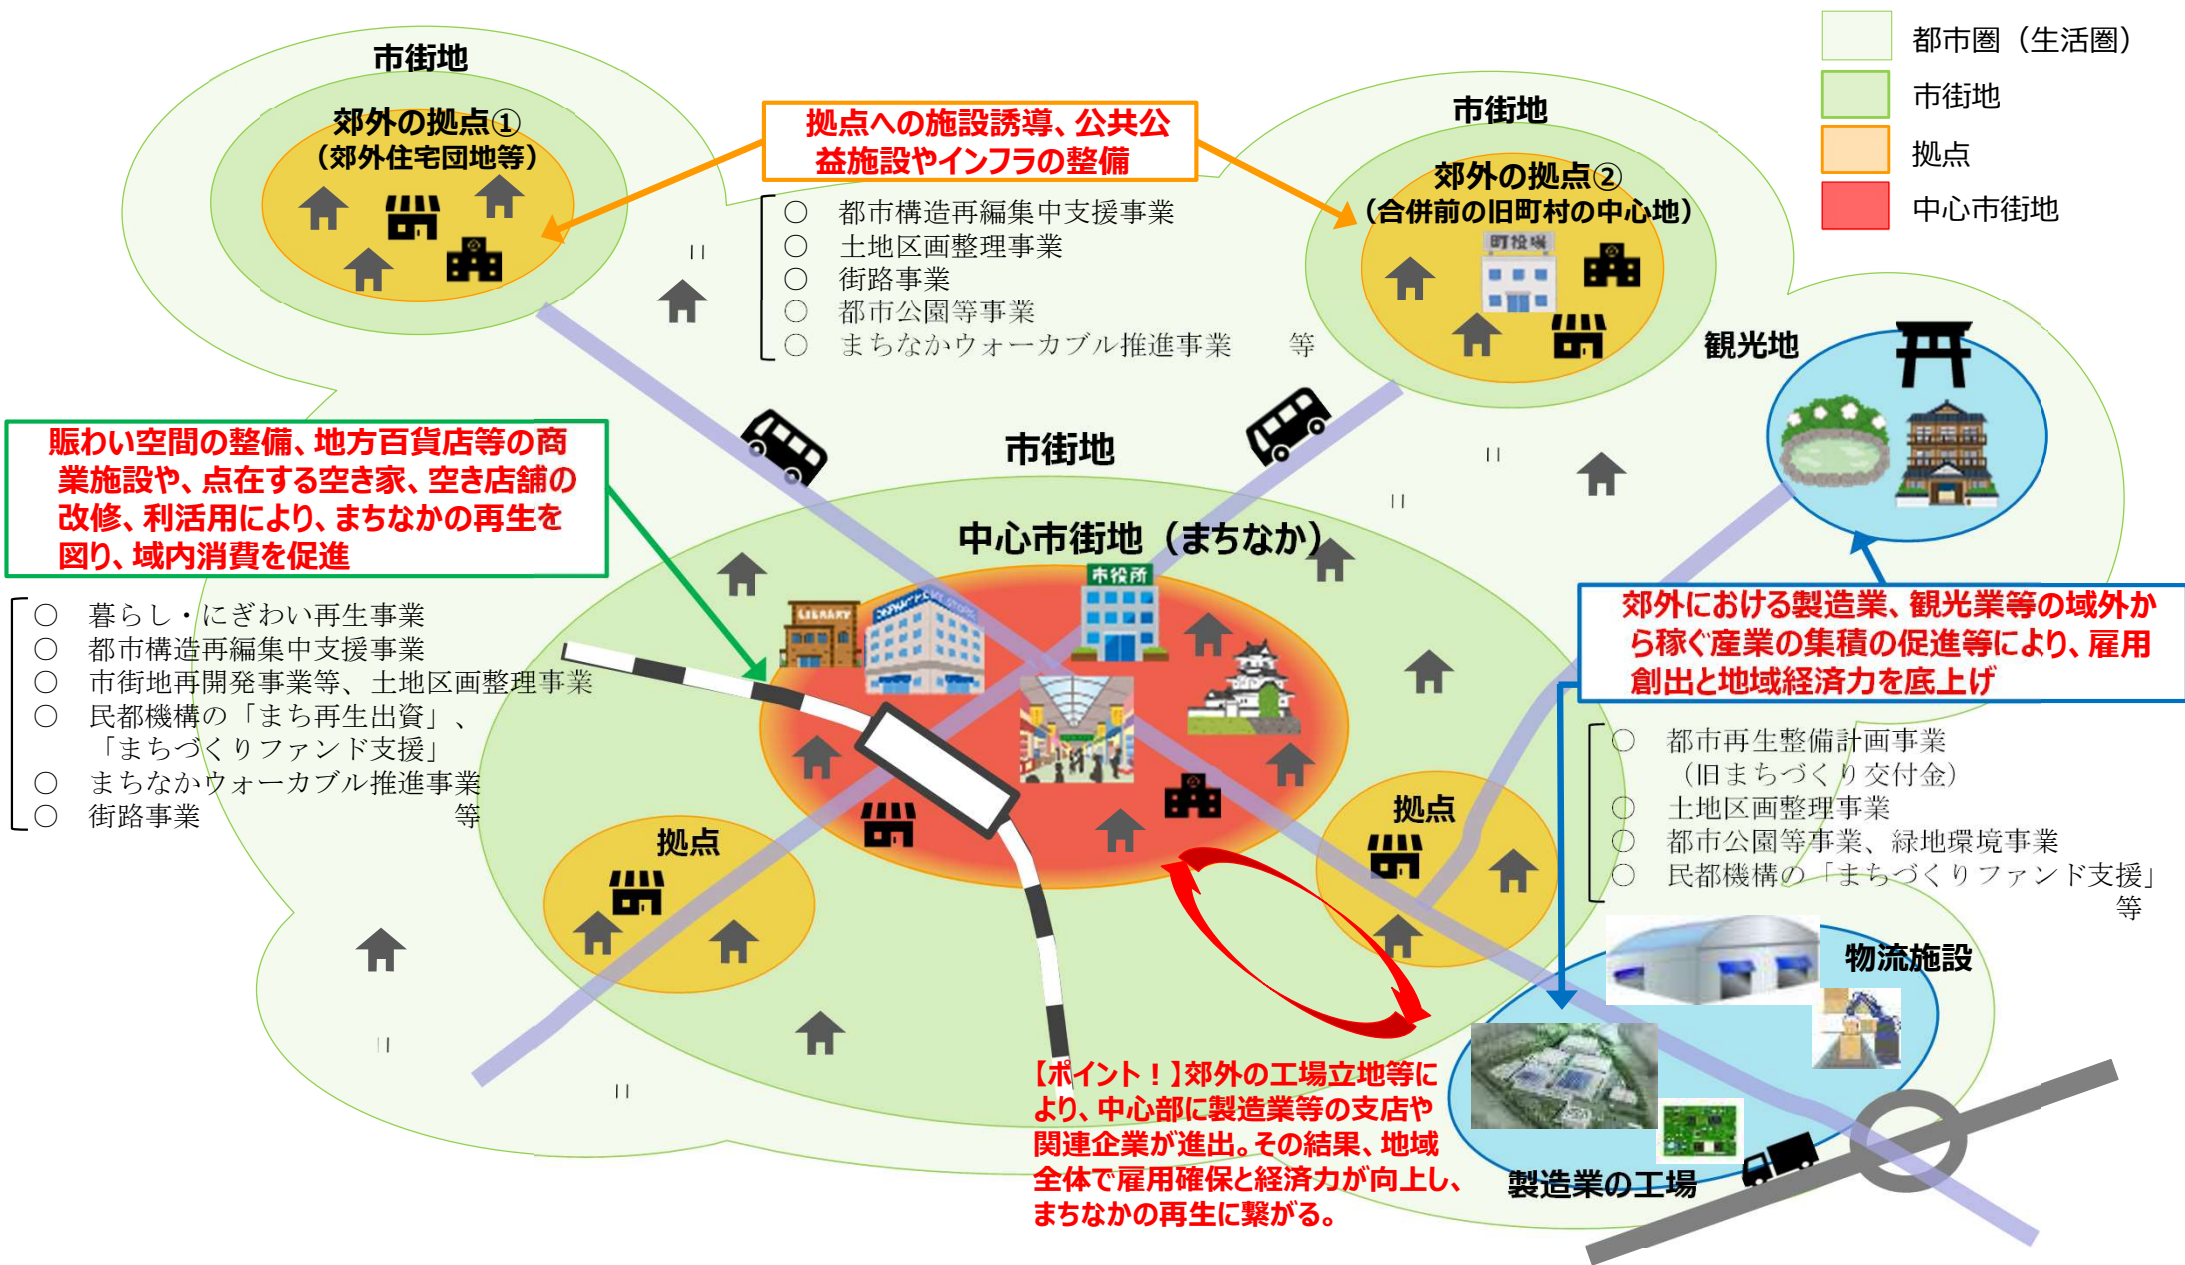 都市圏（生活圏）
市街地
拠点
中心市街地
市街地
郊外の拠点①
（郊外住宅団地等）
拠点への施設誘導、公共公
益施設やインフラの整備
○ 都市構造再編集中支援事業
○ 土地区画整理事業
○ 街路事業
○ 都市公園等事業
○ まちなかウォーカブル推進事業 等
市街地
郊外の拠点②
（合併前の旧町村の中心地）
町役場
観光地
賑わい空間の整備、地方百貨店等の商
業施設や、点在する空き家、空き店舗の
改修、利活用により、まちなかの再生を
図り、域内消費を促進
○ 暮らし・にぎわい再生事業
○ 都市構造再編集中支援事業
○ 市街地再開発事業等、土地区画整理事業
○ 民都機構の「まち再生出資」、
「まちづくりファンド支援」
○ まちなかウォーカブル推進事業
○ 街路事業 等
市街地
中心市街地（まちなか）
市役所
LIBRARY
拠点
拠点
郊外における製造業、観光業等の域外か
ら稼ぐ産業の集積の促進等により、雇用
創出と地域経済力を底上げ
○ 都市再生整備計画事業
（旧まちづくり交付金）
○ 土地区画整理事業
○ 都市公園等事業、緑地環境事業
○ 民都機構の「まちづくりファンド支援」
等
物流施設
製造業の工場
【ポイント！】郊外の工場立地等に
より、中心部に製造業等の支店や
関連企業が進出。その結果、地域
全体で雇用確保と経済力が向上し、
まちなかの再生に繋がる。